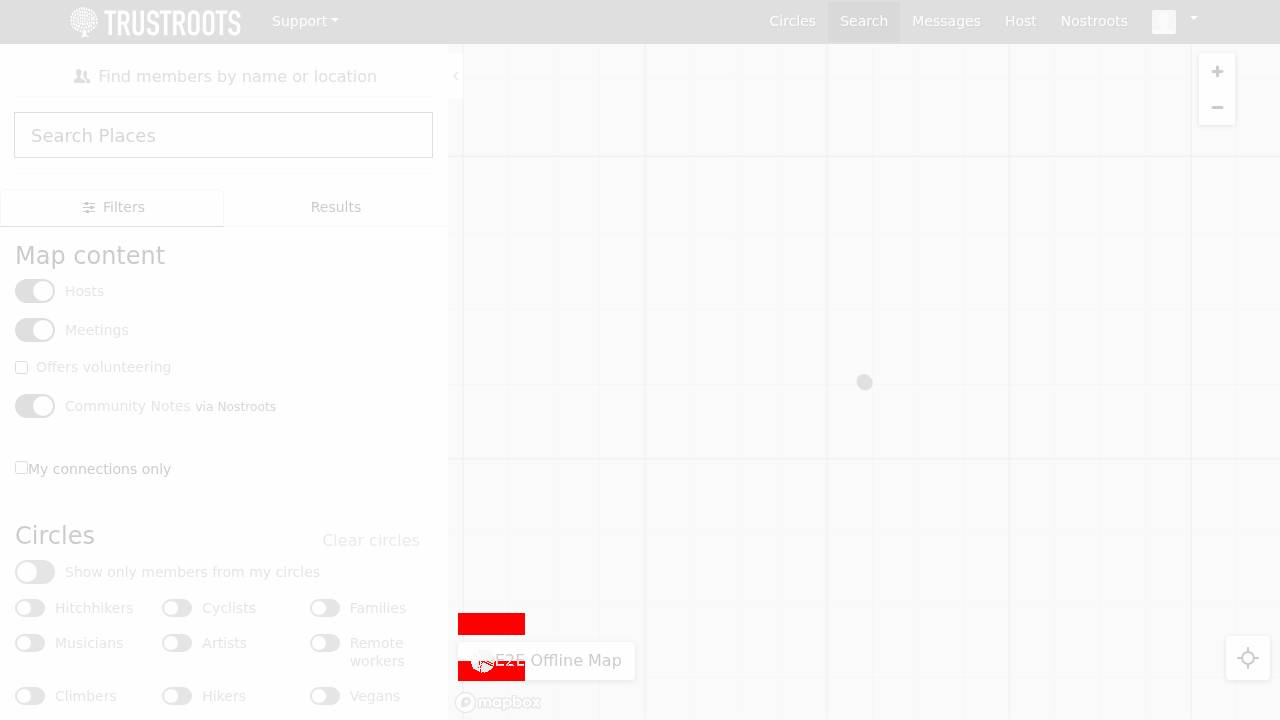 TRUSTROOTS Support Circles Search Messages Host Nostroots
Find members by name or location
Search Places
Filters Results
Map content
Hosts
Meetings
Offers volunteering
Community Notes via Nostroots
My connections only
Circles Clear circles
Show only members from my circles
Hitchhikers Cyclists Families
Musicians Artists Remote workers
Climbers Hikers Vegans
E2E Offline Map
mapbox